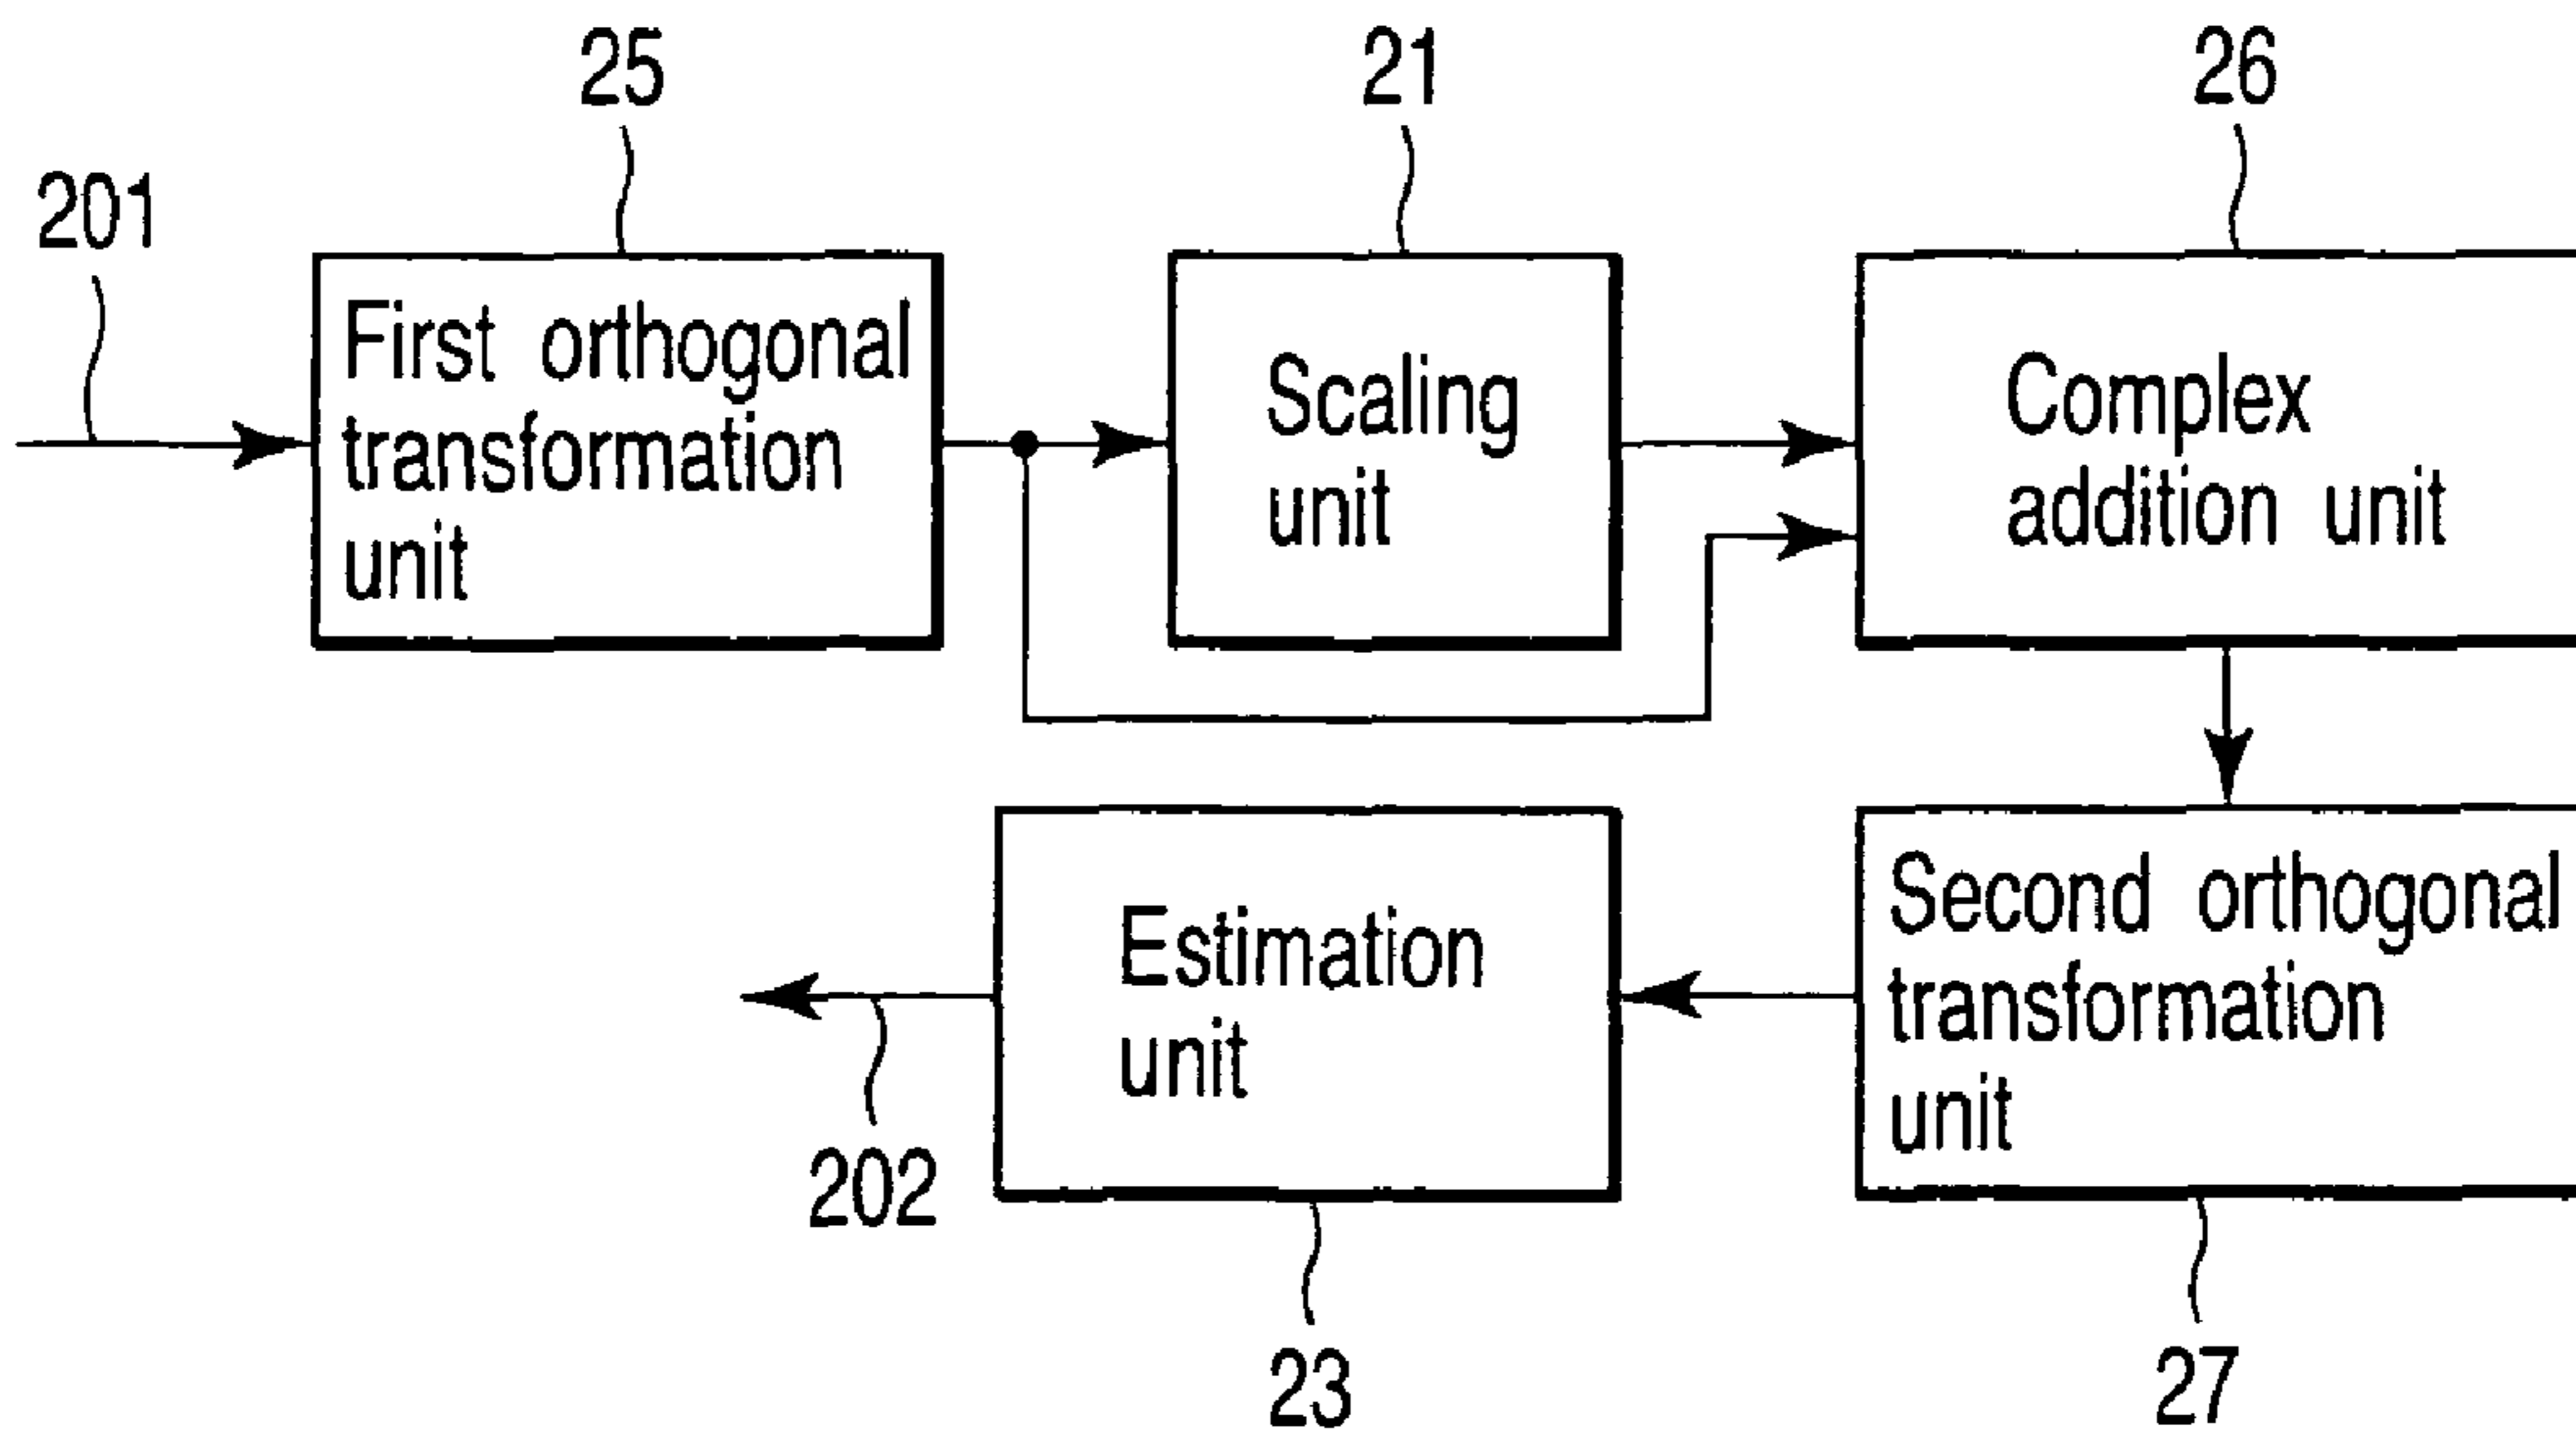 25
21
26
201
First orthogonal
transformation
unit
Scaling
unit
Complex
addition unit
Estimation
unit
Second orthogonal
transformation
unit
202
23
27